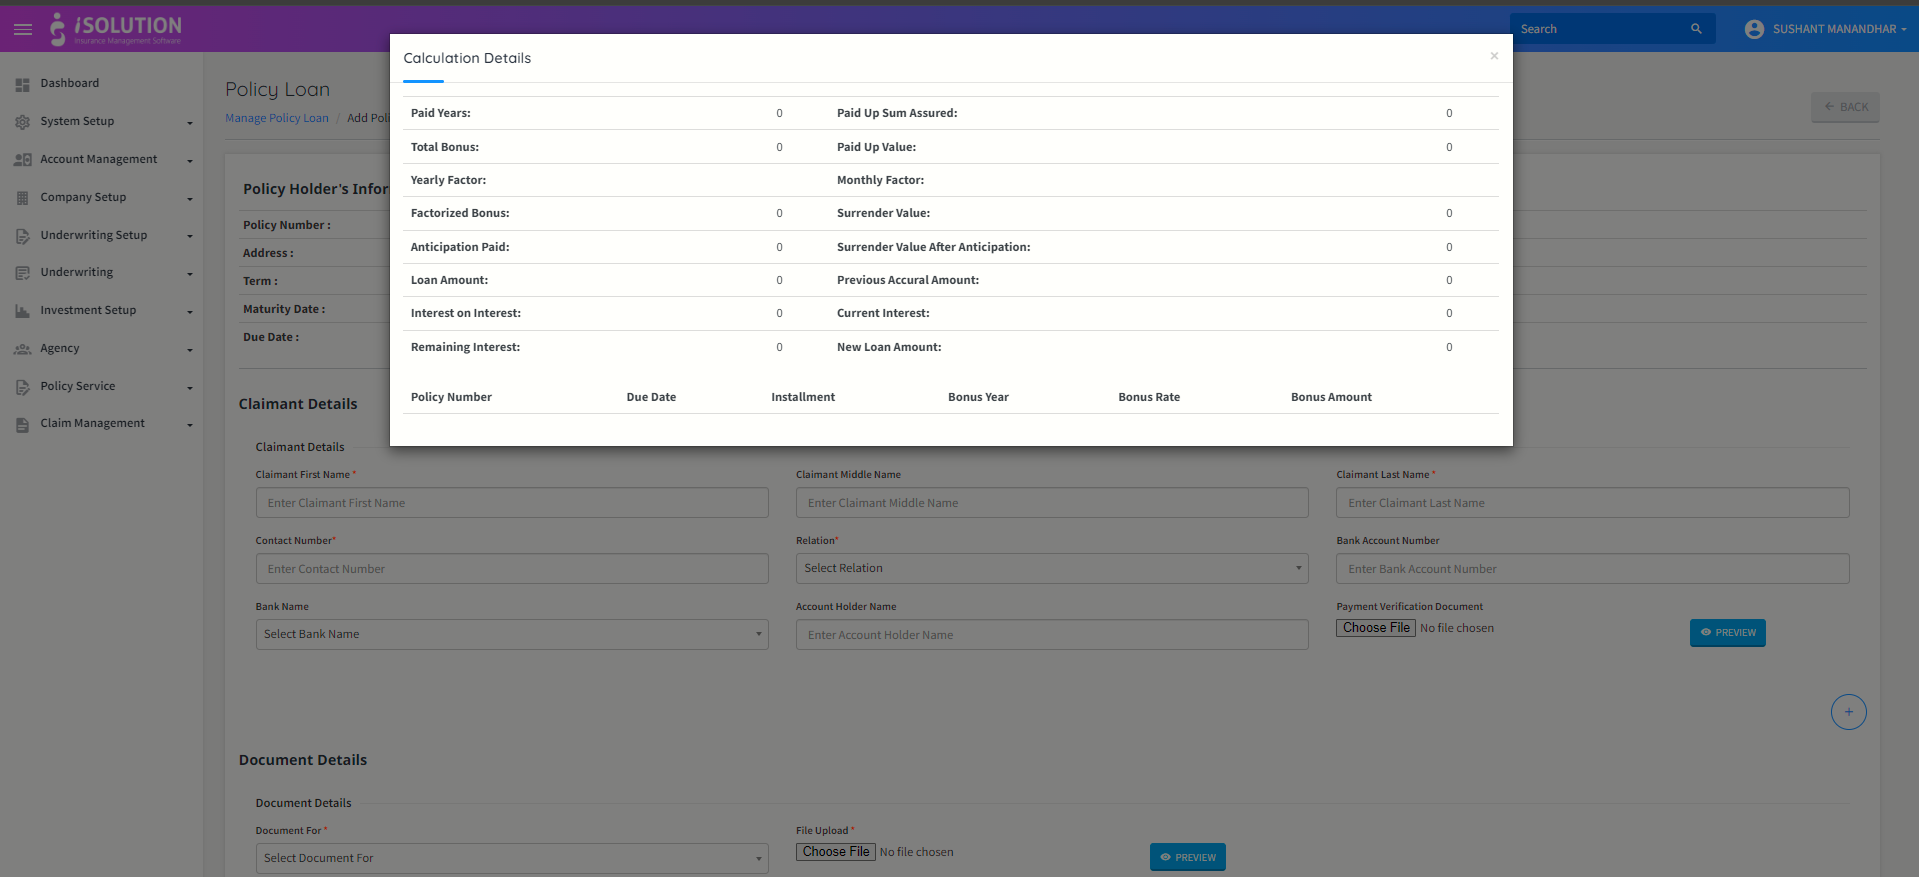 iSOLUTION
Insurance Management Software
Search
SUSHANT MANANDHAR
Calculation Details
×
Dashboard
System Setup
Account Management
Company Setup
Underwriting Setup
Underwriting
Investment Setup
Agency
Policy Service
Claim Management
Policy Loan
BACK
Manage Policy Loan / Add Poli
Paid Years: 0 Paid Up Sum Assured: 0
Total Bonus: 0 Paid Up Value: 0
Yearly Factor: Monthly Factor:
Factorized Bonus: 0 Surrender Value: 0
Anticipation Paid: 0 Surrender Value After Anticipation: 0
Loan Amount: 0 Previous Accural Amount: 0
Interest on Interest: 0 Current Interest: 0
Remaining Interest: 0 New Loan Amount: 0
Policy Number Due Date Installment Bonus Year Bonus Rate Bonus Amount
Policy Holder's Infor
Policy Number :
Address :
Term :
Maturity Date :
Due Date :
Claimant Details
Claimant Details
Claimant First Name * Claimant Middle Name Claimant Last Name *
Enter Claimant First Name Enter Claimant Middle Name Enter Claimant Last Name
Contact Number* Relation* Bank Account Number
Enter Contact Number Select Relation Enter Bank Account Number
Bank Name Account Holder Name Payment Verification Document
Select Bank Name Enter Account Holder Name Choose File No file chosen PREVIEW
+
Document Details
Document Details
Document For * File Upload *
Select Document For Choose File No file chosen PREVIEW